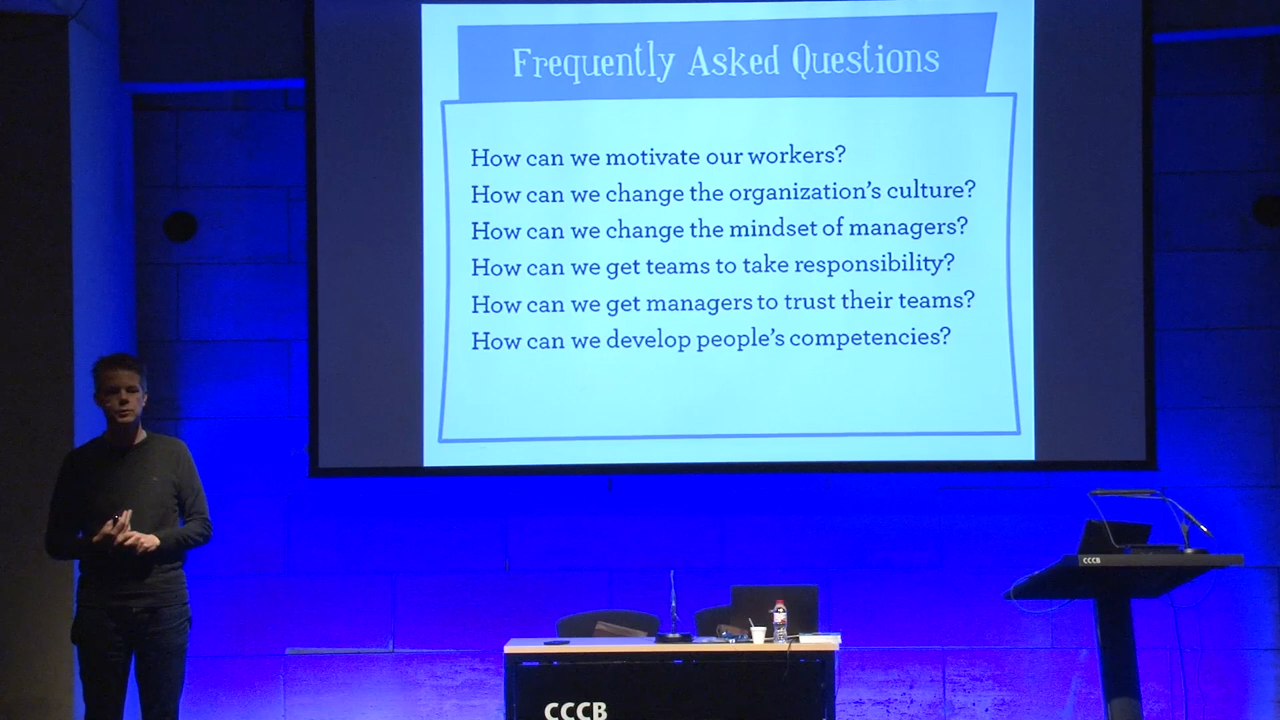 Frequently Asked Questions
How can we motivate our workers?
How can we change the organization's culture?
How can we change the mindset of managers?
How can we get teams to take responsibility?
How can we get managers to trust their teams?
How can we develop people's competencies?
CCCB
CCCB